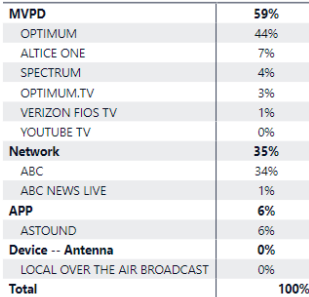 MVPD 59%
OPTIMUM 44%
ALTICE ONE 7%
SPECTRUM 4%
OPTIMUM.TV 3%
VERIZON FIOS TV 1%
YOUTUBE TV 0%
Network 35%
ABC 34%
ABC NEWS LIVE 1%
APP 6%
ASTOUND 6%
Device -- Antenna 0%
LOCAL OVER THE AIR BROADCAST 0%
Total 100%